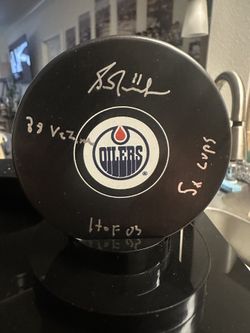 88 Vezina
OILERS
5x Cups
HoF 03